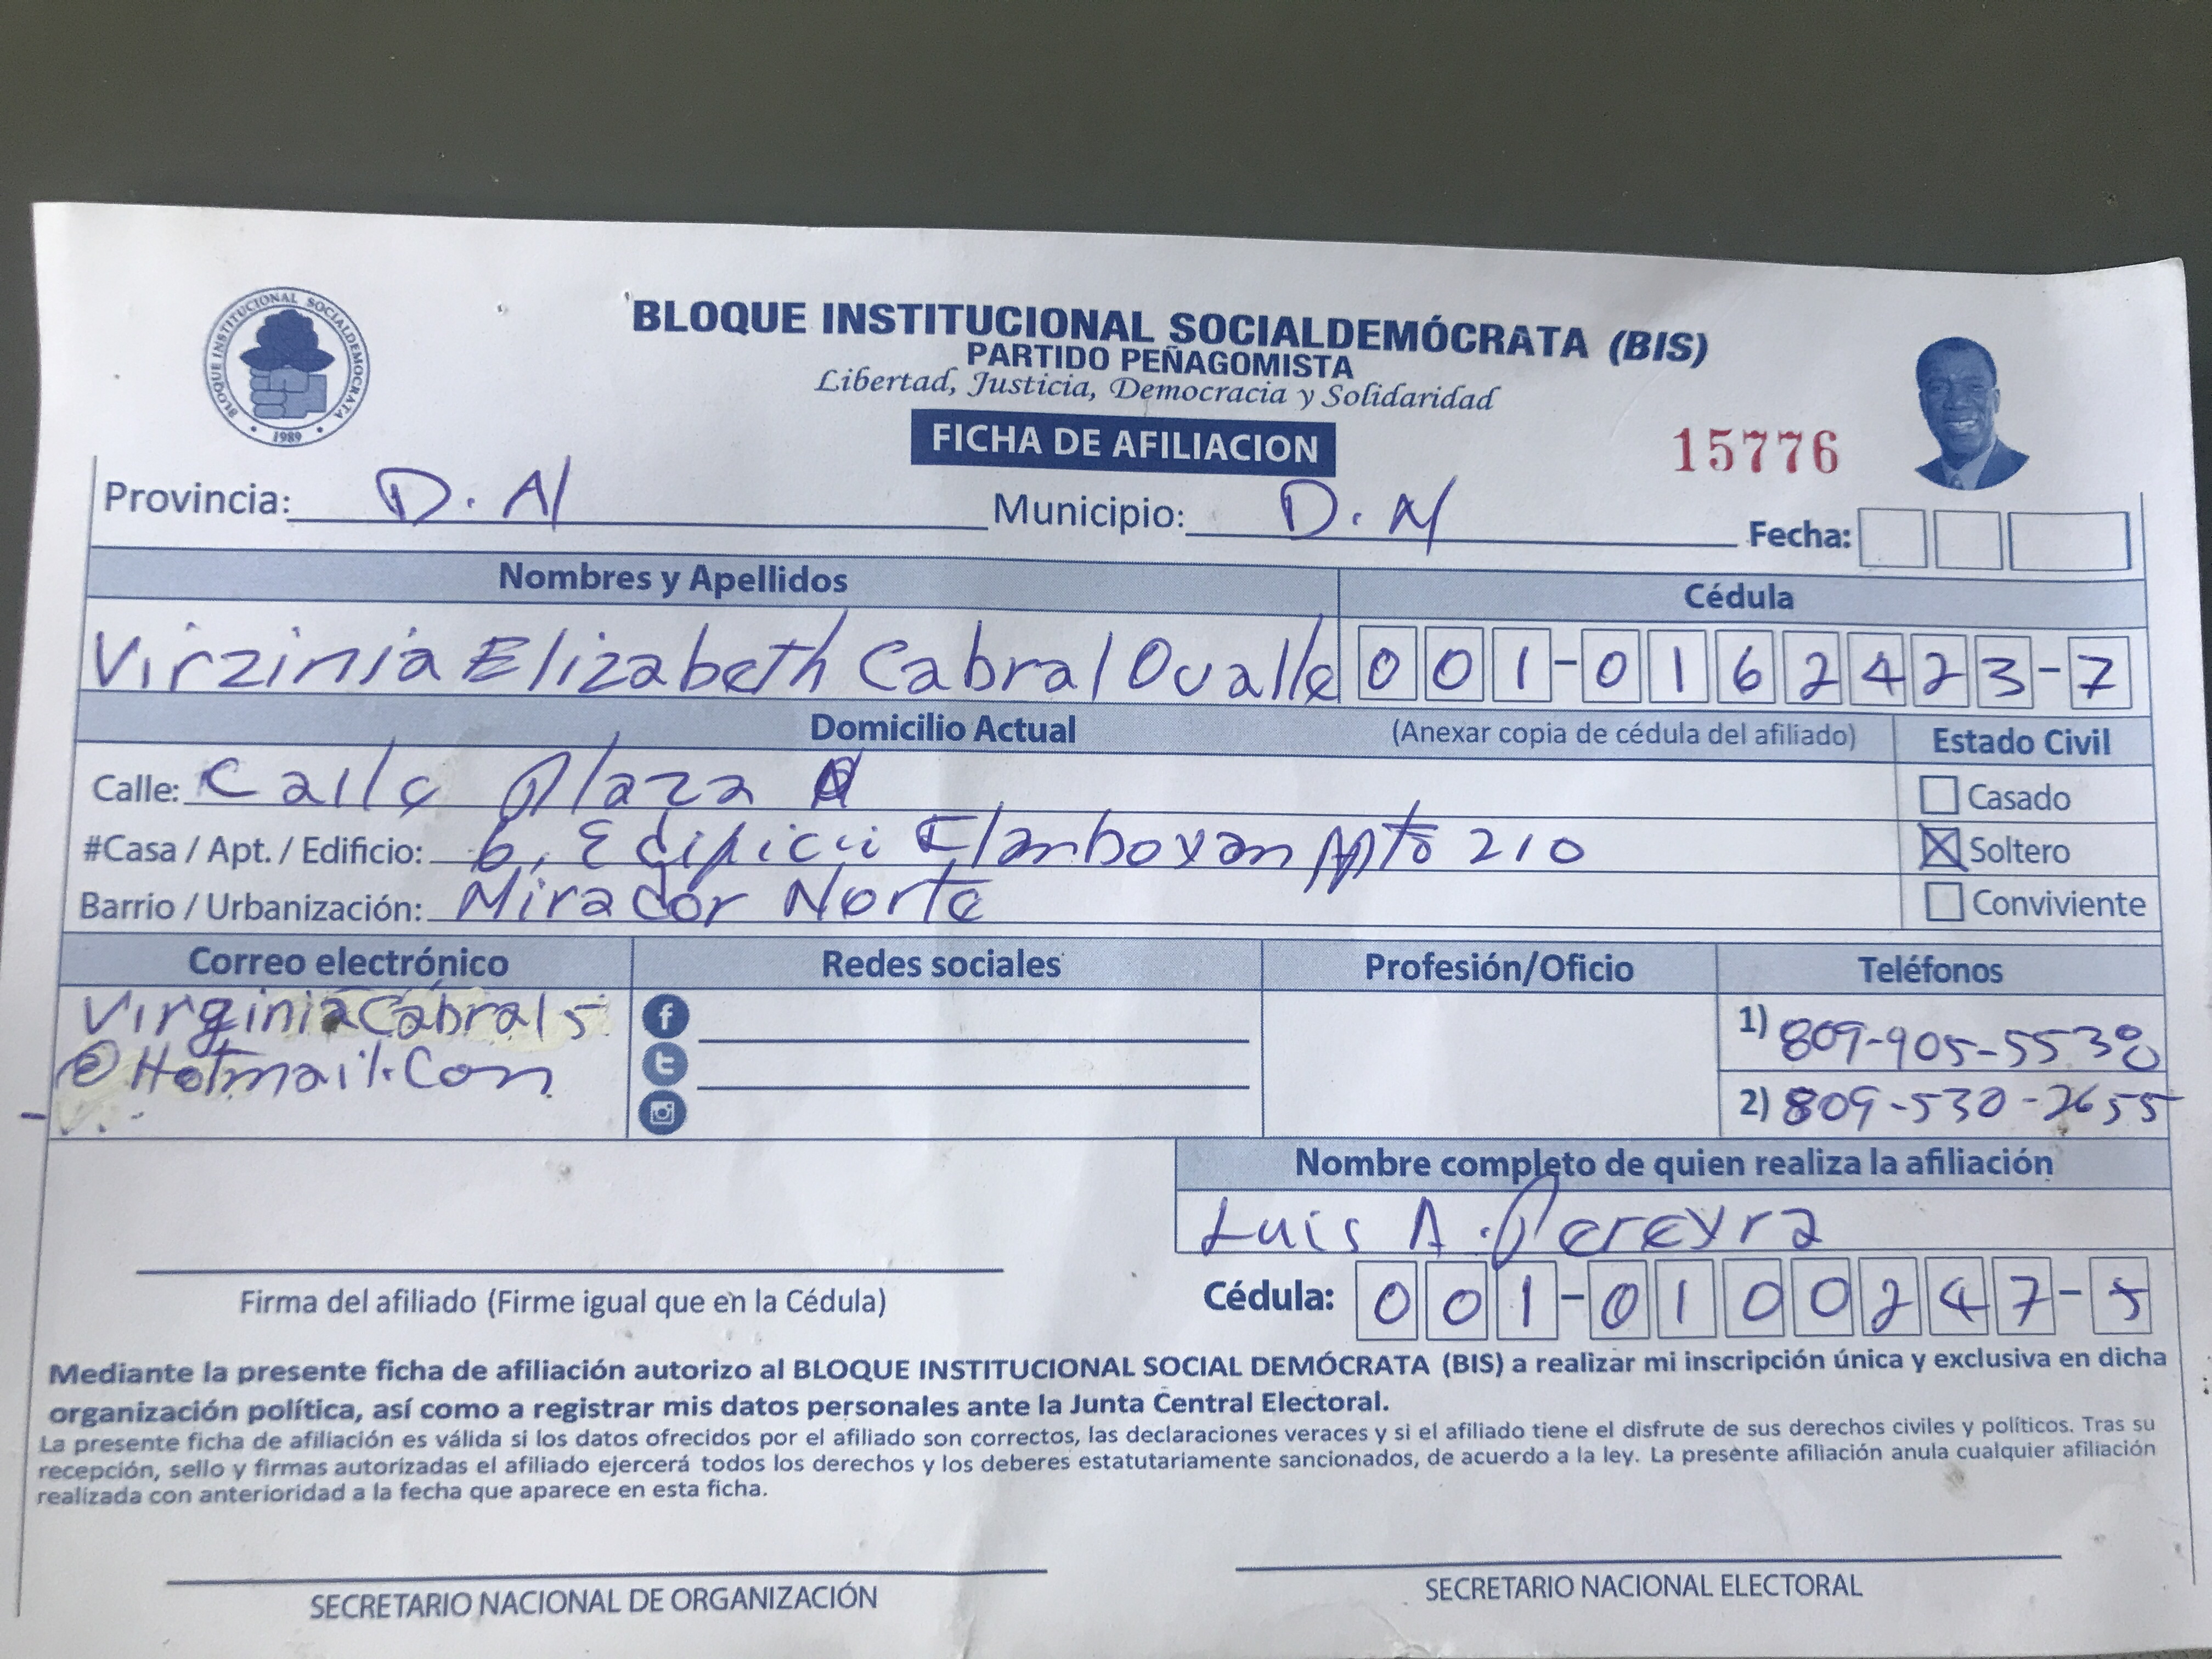 BLOQUE INSTITUCIONAL SOCIALDEMOCRATA
1989
BLOQUE INSTITUCIONAL SOCIALDEMÓCRATA (BIS)
PARTIDO PEÑAGOMISTA
Libertad, Justicia, Democracia y Solidaridad
FICHA DE AFILIACION
15776
Provincia: D. N Municipio: D. N Fecha:
Nombres y Apellidos Cédula
Virzinia Elizabeth Cabral Ovalle 001-0162423-7
Domicilio Actual (Anexar copia de cédula del afiliado) Estado Civil
Calle: Calle Plaza Casado
#Casa / Apt. / Edificio: 6, Edificii Flanboyan Apto 210 Soltero
Barrio / Urbanización: Mirador Norte Conviviente
Correo electrónico Redes sociales Profesión/Oficio Teléfonos
VirginiaCabral5 1) 809-905-5538
@Hotmail.Com 2) 809-530-2655
Nombre completo de quien realiza la afiliación
Luis A. Pereyra
Firma del afiliado (Firme igual que en la Cédula) Cédula: 001-0100247-5
Mediante la presente ficha de afiliación autorizo al BLOQUE INSTITUCIONAL SOCIAL DEMÓCRATA (BIS) a realizar mi inscripción única y exclusiva en dicha
organización política, así como a registrar mis datos personales ante la Junta Central Electoral.
La presente ficha de afiliación es válida si los datos ofrecidos por el afiliado son correctos, las declaraciones veraces y si el afiliado tiene el disfrute de sus derechos civiles y políticos. Tras su
recepción, sello y firmas autorizadas el afiliado ejercerá todos los derechos y los deberes estatutariamente sancionados, de acuerdo a la ley. La presente afiliación anula cualquier afiliación
realizada con anterioridad a la fecha que aparece en esta ficha.
SECRETARIO NACIONAL DE ORGANIZACIÓN SECRETARIO NACIONAL ELECTORAL